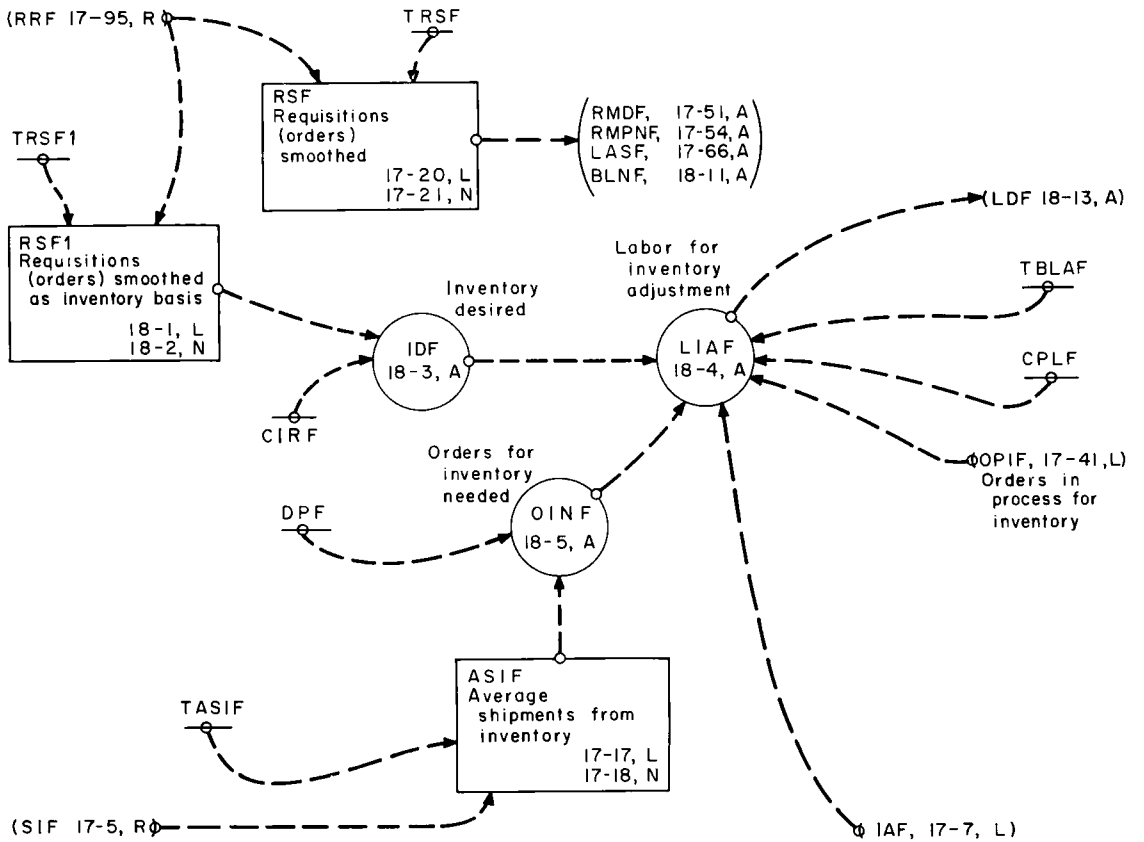 (RRF 17-95, R
TRSF
RSF
Requisitions
(orders)
smoothed
17-20, L
17-21, N
RMDF, 17-51, A
RMPNF, 17-54, A
LASF, 17-66, A
BLNF, 18-11, A
TRSF1
RSF1
Requisitions
(orders) smoothed
as inventory basis
18-1, L
18-2, N
Inventory
desired
IDF
18-3, A
CIRF
Labor for
inventory
adjustment
LIAF
18-4, A
(LDF 18-13, A)
TBLAF
CPLF
(OPIF, 17-41, L)
Orders in
process for
inventory
Orders for
inventory
needed
OINF
18-5, A
DPF
ASIF
Average
shipments from
inventory
17-17, L
17-18, N
TASIF
(SIF 17-5, R)
(IAF, 17-7, L)